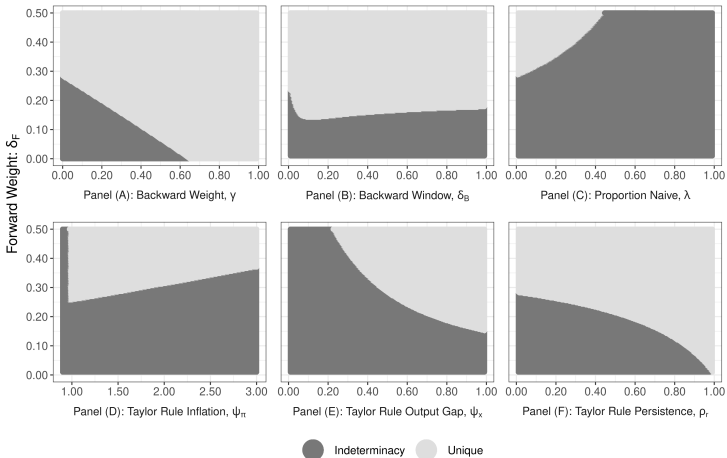 Forward Weight: δF
0.50
0.40
0.30
0.20
0.10
0.00
0.00 0.20 0.40 0.60 0.80 1.00 0.00 0.20 0.40 0.60 0.80 1.00 0.00 0.20 0.40 0.60 0.80 1.00
Panel (A): Backward Weight, γ Panel (B): Backward Window, δB Panel (C): Proportion Naive, λ
0.50
0.40
0.30
0.20
0.10
0.00
1.00 1.50 2.00 2.50 3.00 0.00 0.20 0.40 0.60 0.80 1.00 0.00 0.20 0.40 0.60 0.80 1.00
Panel (D): Taylor Rule Inflation, ψπ Panel (E): Taylor Rule Output Gap, ψx Panel (F): Taylor Rule Persistence, ρr
Indeterminacy Unique